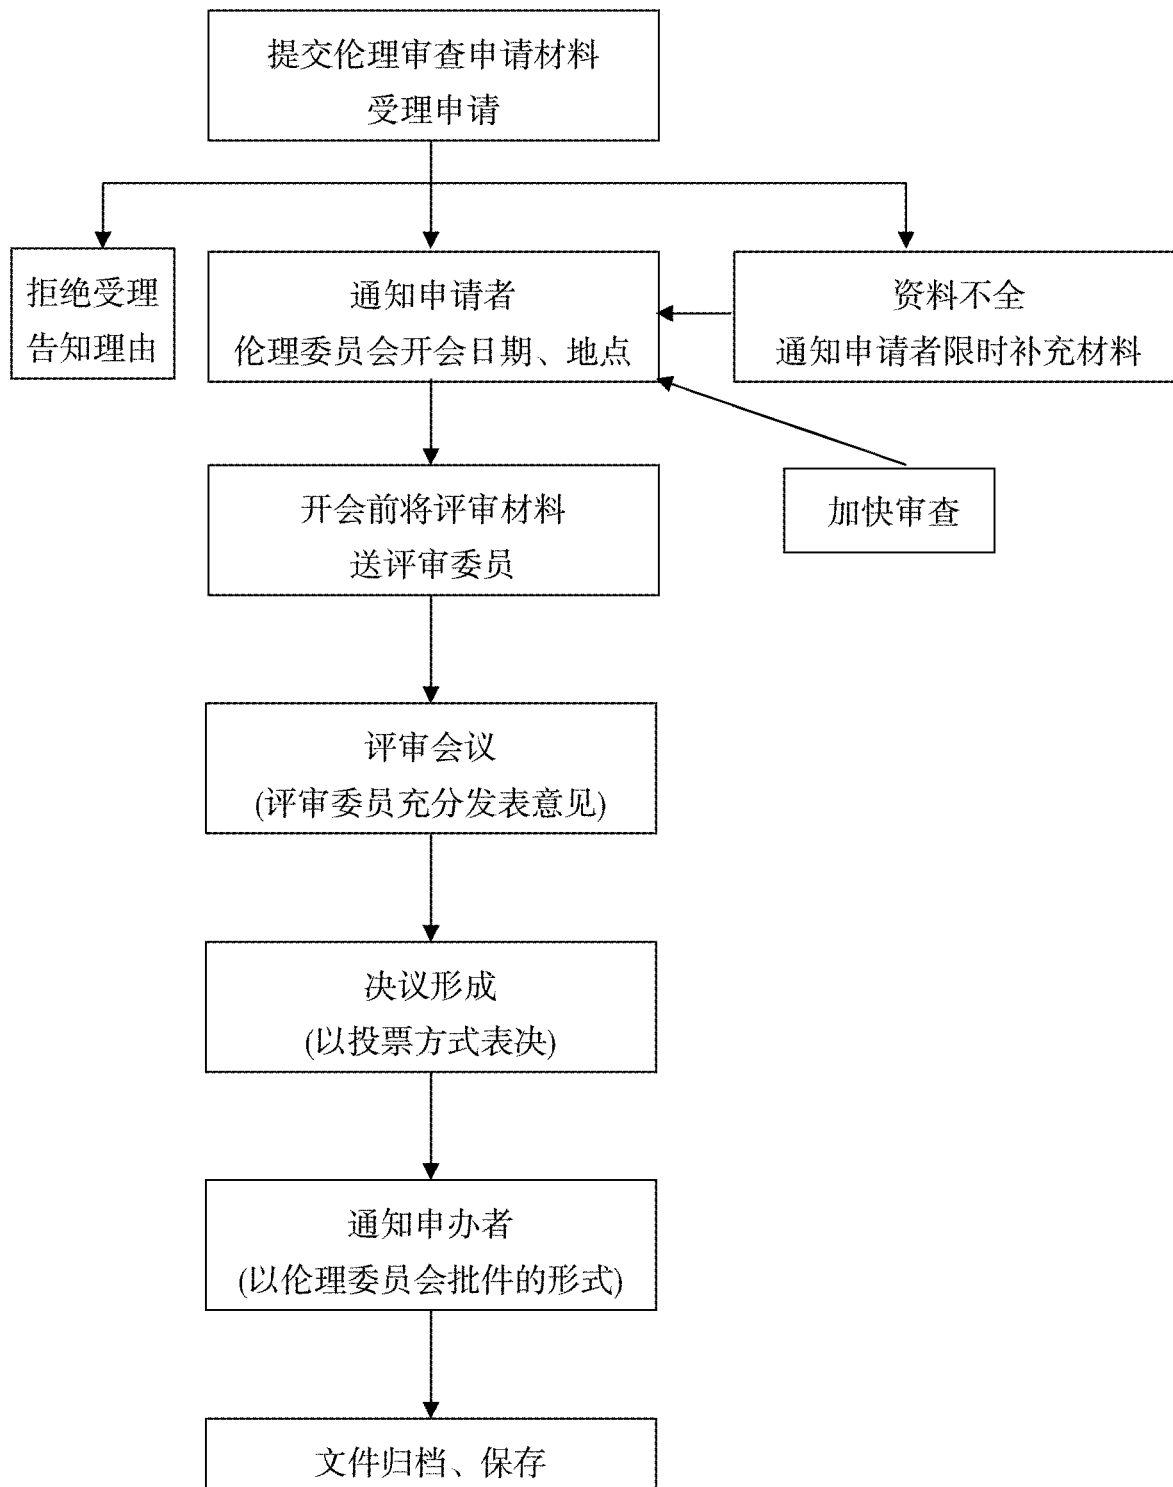 提交伦理审查申请材料
受理申请
拒绝受理
告知理由
通知申请者
伦理委员会开会日期、地点
资料不全
通知申请者限时补充材料
加快审查
开会前将评审材料
送评审委员
评审会议
(评审委员充分发表意见)
决议形成
(以投票方式表决)
通知申办者
(以伦理委员会批件的形式)
文件归档、保存